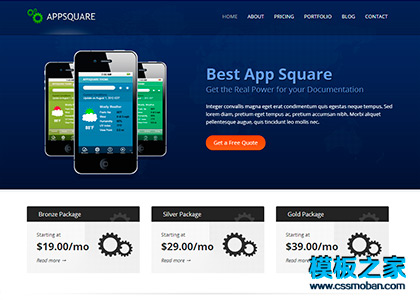 APPSQUARE
HOME ABOUT PRICING PORTFOLIO BLOG CONTACT
Best App Square
Get the Real Power for your Documentation
Integer convallis magna eget erat condimentum quis egestas neque tempus. Sed
lorem diam, pretium eget tempus ac, pretium accumsan nibh. Morbi aliquet
pellentesque augue, quis tincidunt leo mollis nec.
Get a Free Quote
Bronze Package
Starting at
$19.00/mo
Read more →
Silver Package
Starting at
$29.00/mo
Read more →
Gold Package
Starting at
$39.00/mo
Read more →
模板之家
www.cssmoban.com